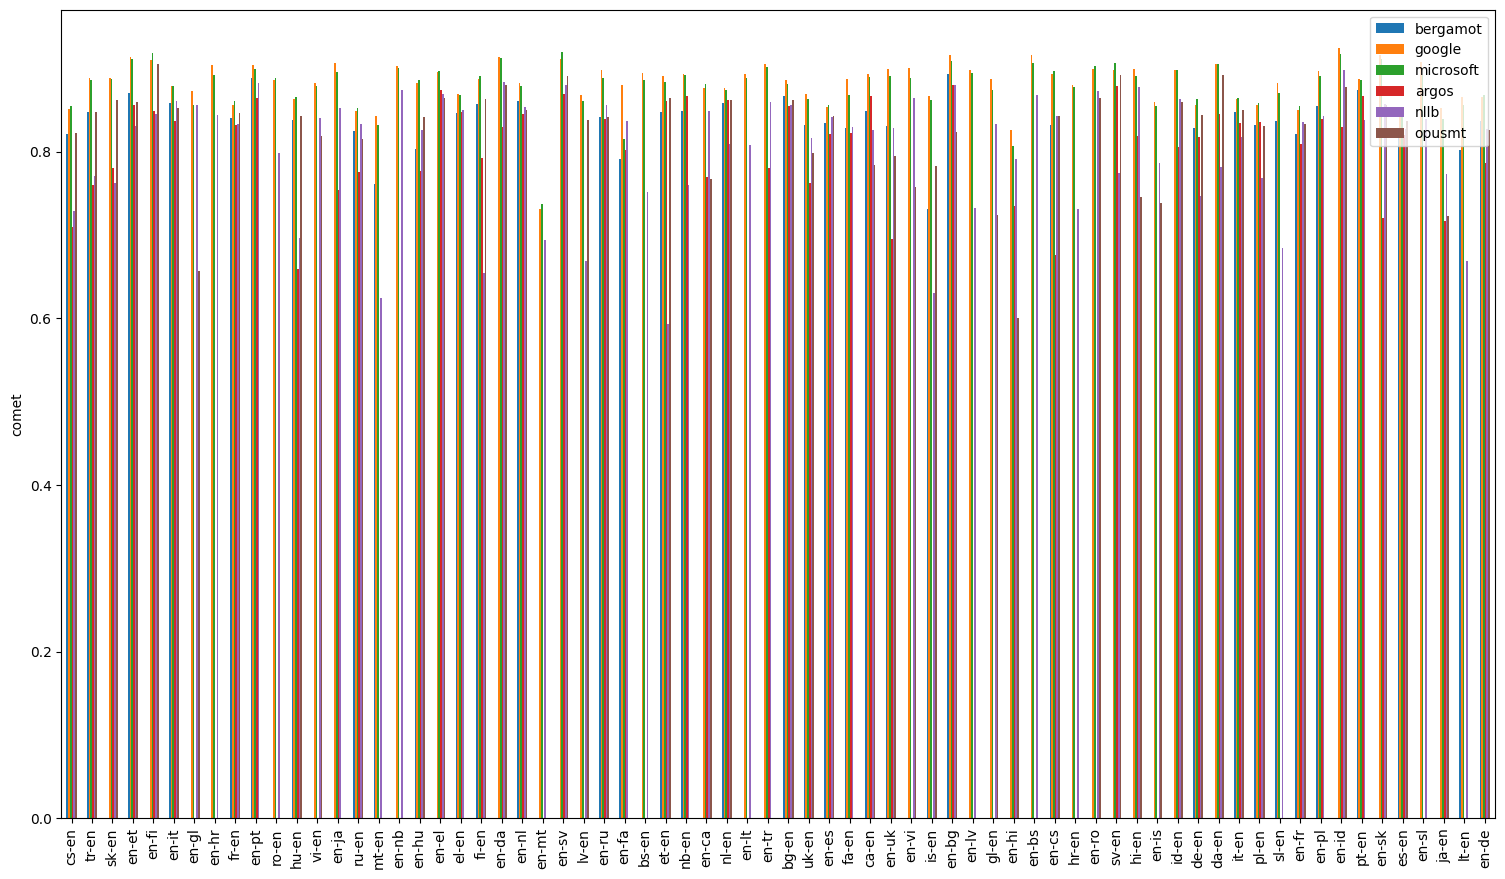 bergamot
google
microsoft
argos
nllb
opusmt
0.8
0.6
0.4
0.2
0.0
comet
cs-en
tr-en
sk-en
en-et
en-fi
en-it
en-gl
en-hr
fr-en
en-pt
ro-en
hu-en
vi-en
en-ja
ru-en
mt-en
en-nb
en-hu
en-el
el-en
fi-en
en-da
en-nl
en-mt
en-sv
lv-en
en-ru
en-fa
bs-en
et-en
nb-en
en-ca
nl-en
en-lt
en-tr
bg-en
uk-en
en-es
fa-en
ca-en
en-uk
en-vi
is-en
en-bg
en-lv
gl-en
en-hi
en-bs
en-cs
hr-en
en-ro
sv-en
hi-en
en-is
id-en
de-en
da-en
it-en
pl-en
sl-en
en-fr
en-pl
en-id
pt-en
en-sk
es-en
en-sl
ja-en
lt-en
en-de